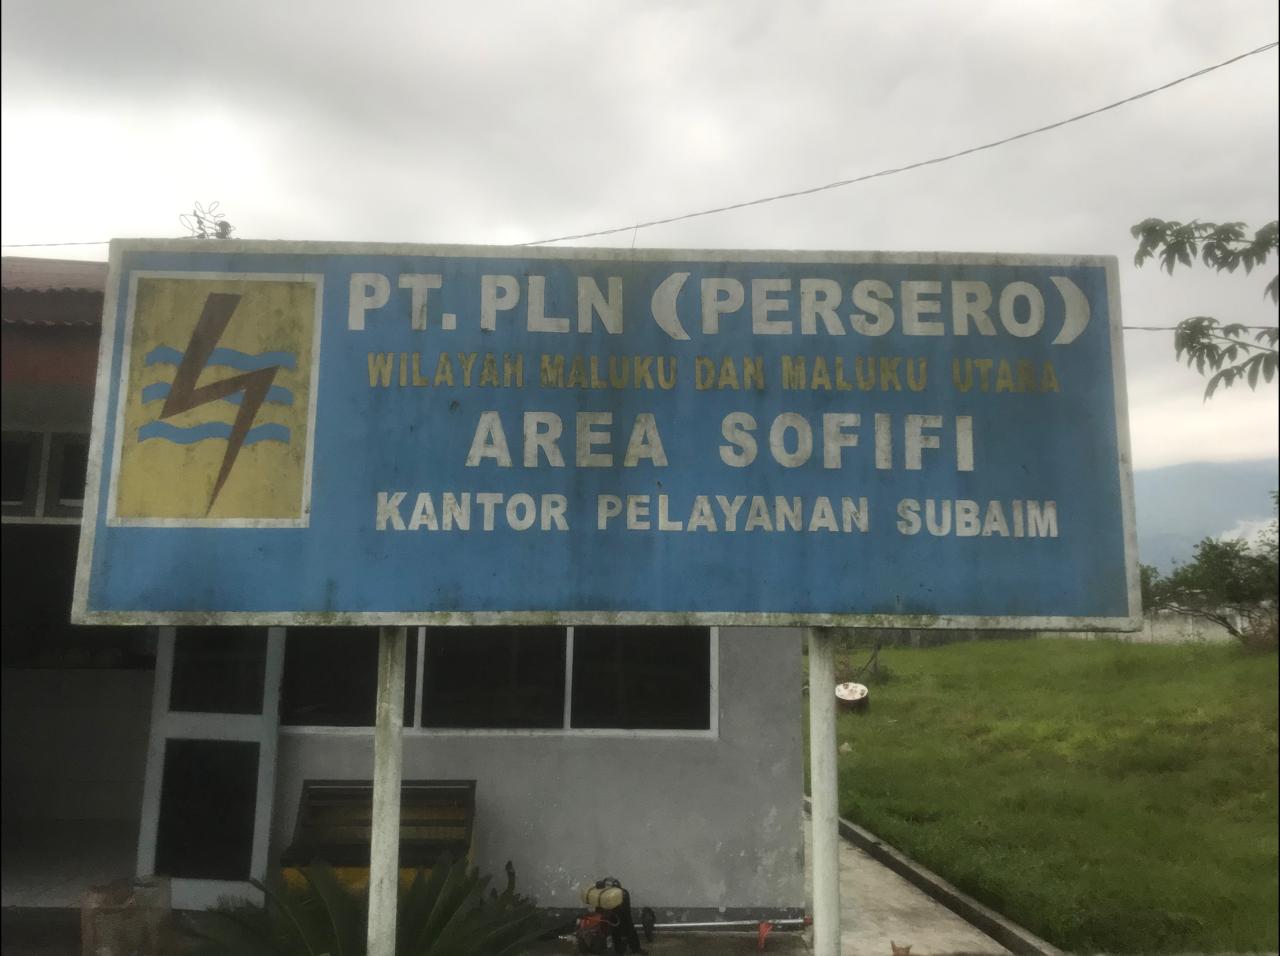 PT. PLN (PERSERO)
WILAYAH MALUKU DAN MALUKU UTARA
AREA SOFIFI
KANTOR PELAYANAN SUBAIM